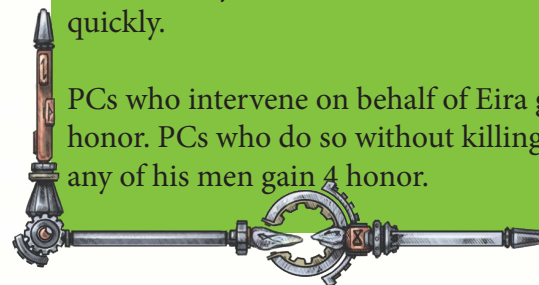 quickly.
PCs who intervene on behalf of Eira
honor. PCs who do so without killing
any of his men gain 4 honor.